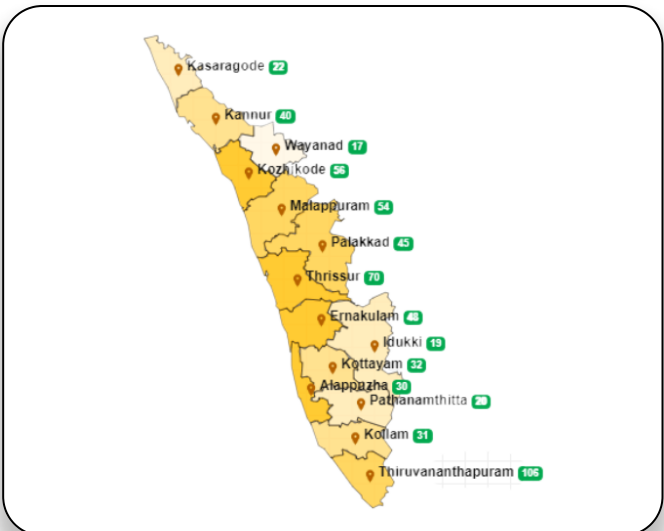 Kasaragode 22
Kannur 40
Wayanad 17
Kozhikode 56
Malappuram 54
Palakkad 45
Thrissur 70
Ernakulam 48
Idukki 19
Kottayam 32
Alappuzha 30
Pathanamthitta 20
Kollam 31
Thiruvananthapuram 106